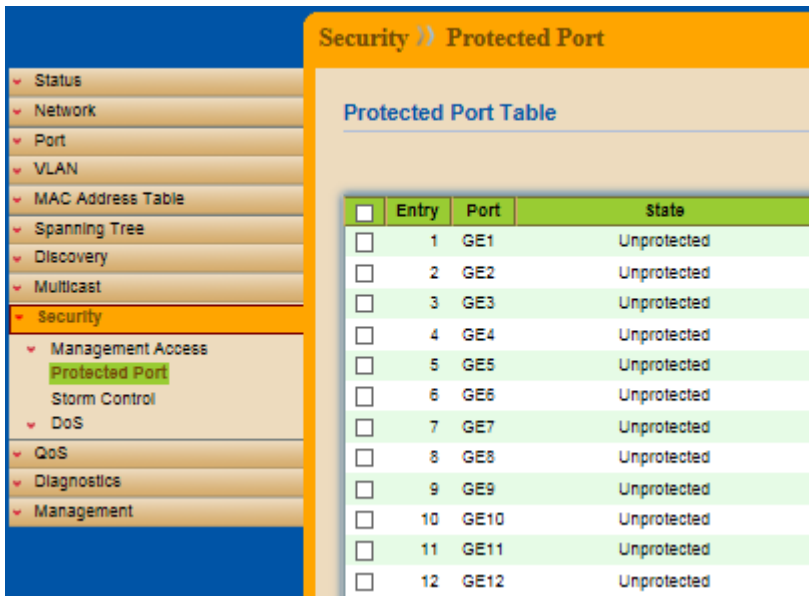 Security » Protected Port
Status
Network
Port
VLAN
MAC Address Table
Spanning Tree
Discovery
Multicast
Security
Management Access
Protected Port
Storm Control
DoS
QoS
Diagnostics
Management
Protected Port Table
Entry Port State
1 GE1 Unprotected
2 GE2 Unprotected
3 GE3 Unprotected
4 GE4 Unprotected
5 GE5 Unprotected
6 GE6 Unprotected
7 GE7 Unprotected
8 GE8 Unprotected
9 GE9 Unprotected
10 GE10 Unprotected
11 GE11 Unprotected
12 GE12 Unprotected